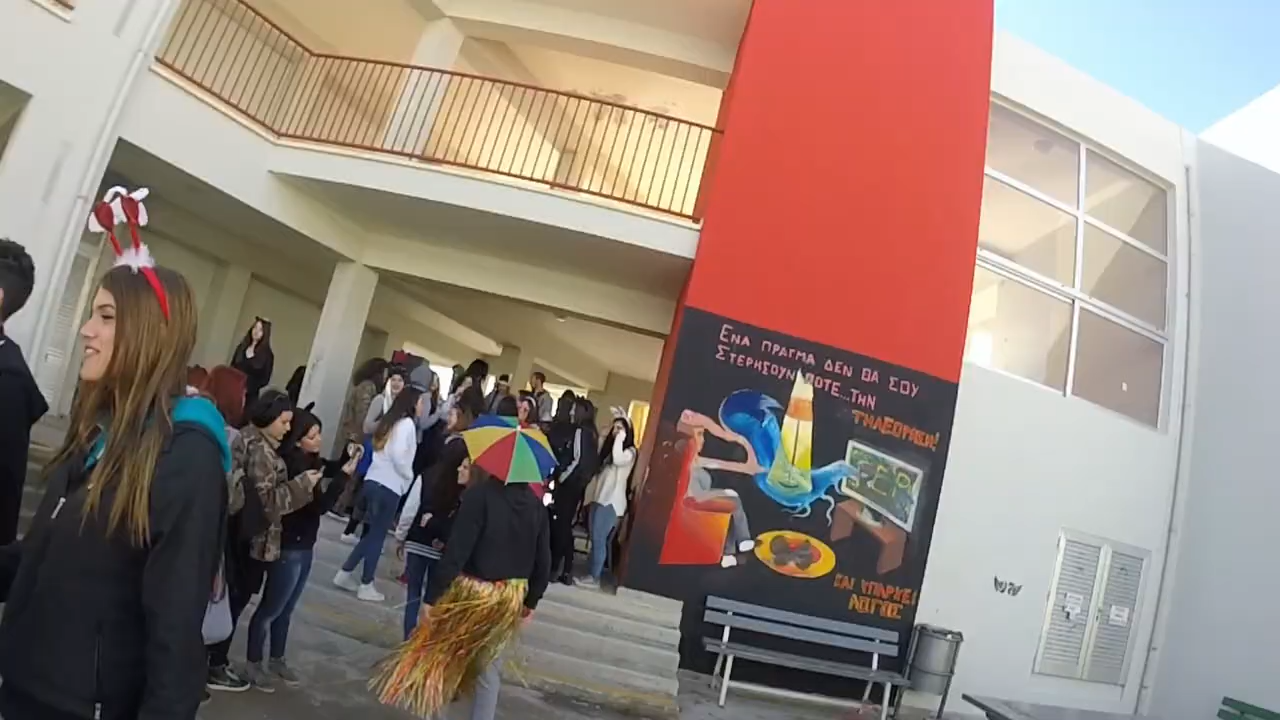 ΕΝΑ ΠΡΑΓΜΑ ΔΕΝ ΘΑ ΣΟΥ
ΣΤΕΡΗΣΟΥΝ ΠΟΤΕ...ΤΗΝ
ΤΗΛΕΟΡΑΣΗ!
ΚΑΙ ΥΠΑΡΧΕΙ
ΛΟΓΟΣ